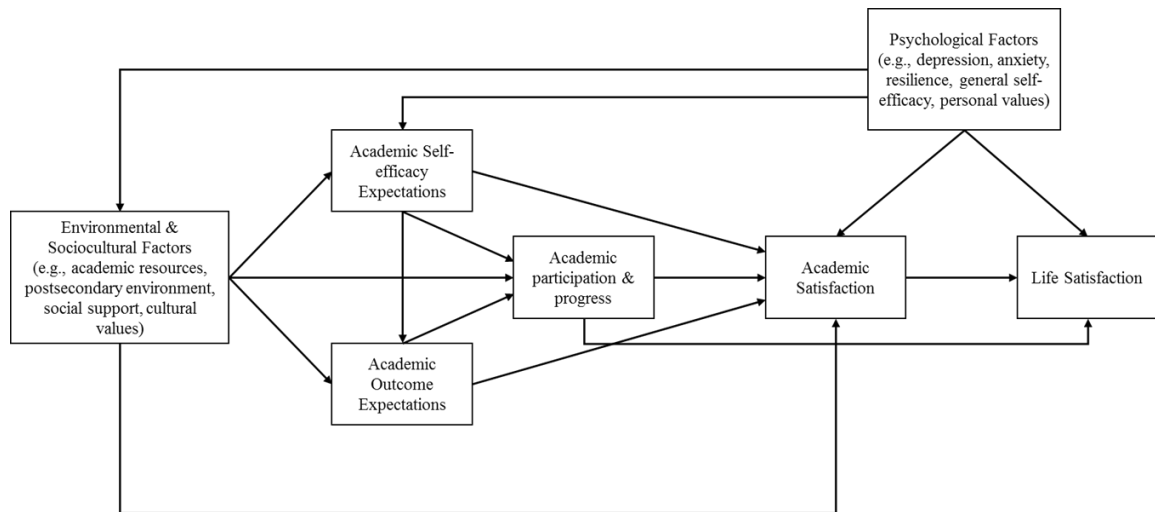 Psychological Factors
(e.g., depression, anxiety,
resilience, general self-
efficacy, personal values)
Academic Self-
efficacy
Expectations
Environmental &
Sociocultural Factors
(e.g., academic resources,
postsecondary environment,
social support, cultural
values)
Academic
participation &
progress
Academic
Satisfaction
Life Satisfaction
Academic
Outcome
Expectations